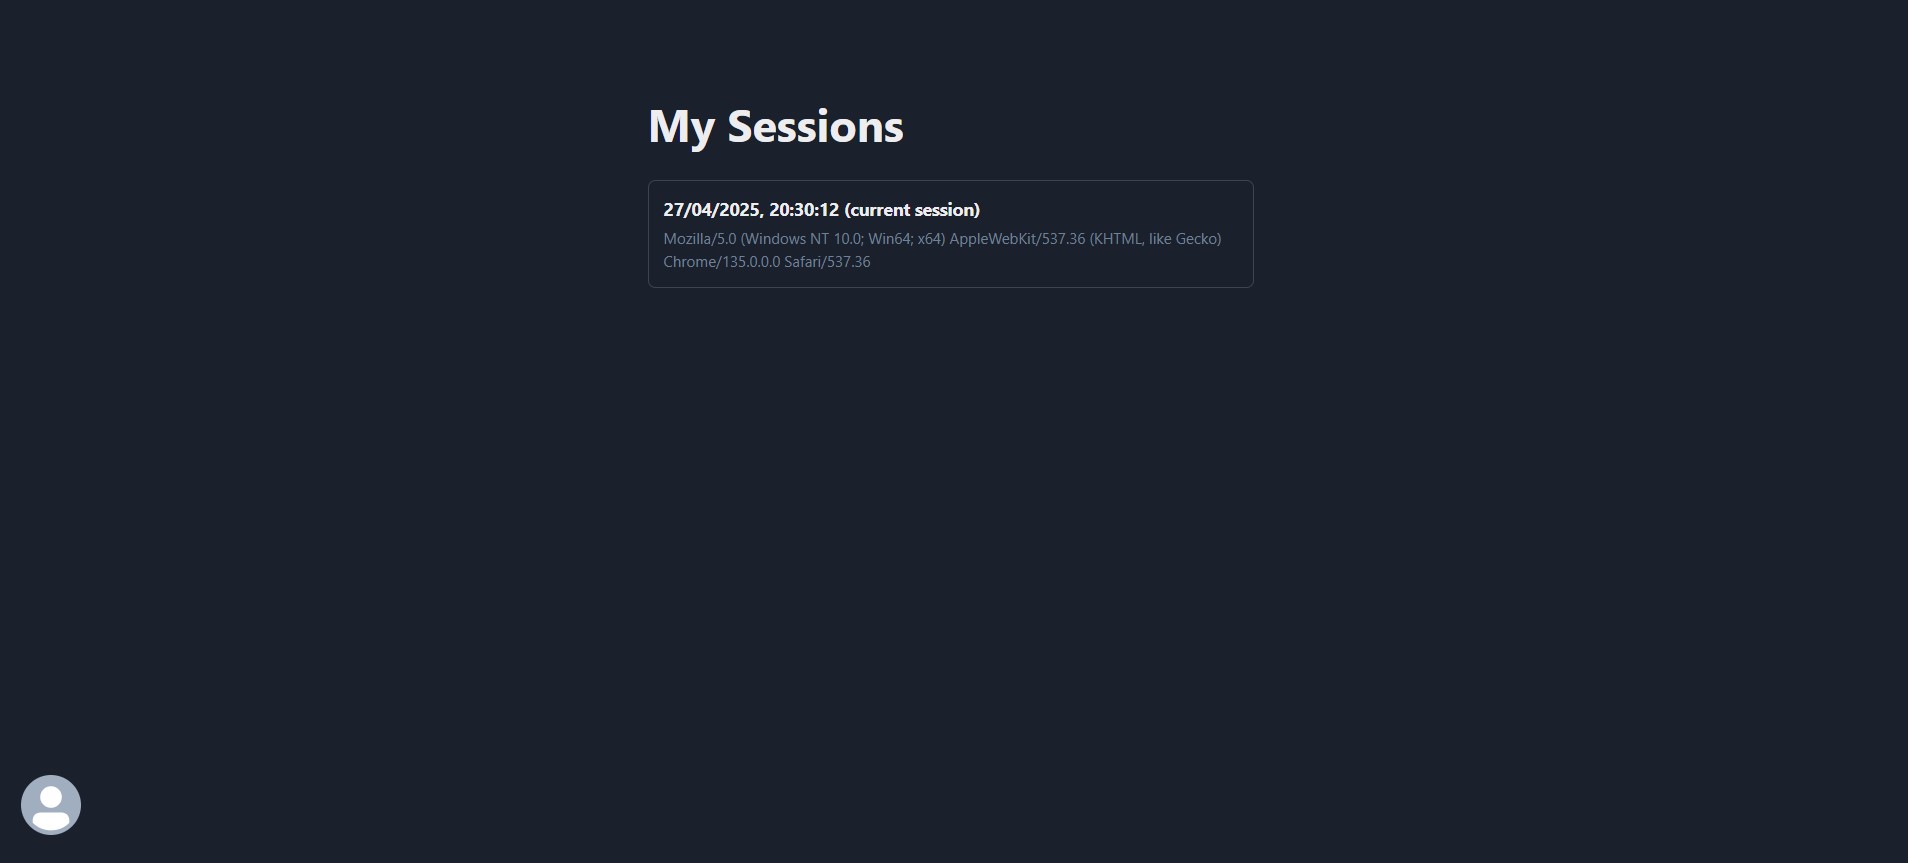 My Sessions
27/04/2025, 20:30:12 (current session)
Mozilla/5.0 (Windows NT 10.0; Win64; x64) AppleWebKit/537.36 (KHTML, like Gecko)
Chrome/135.0.0.0 Safari/537.36